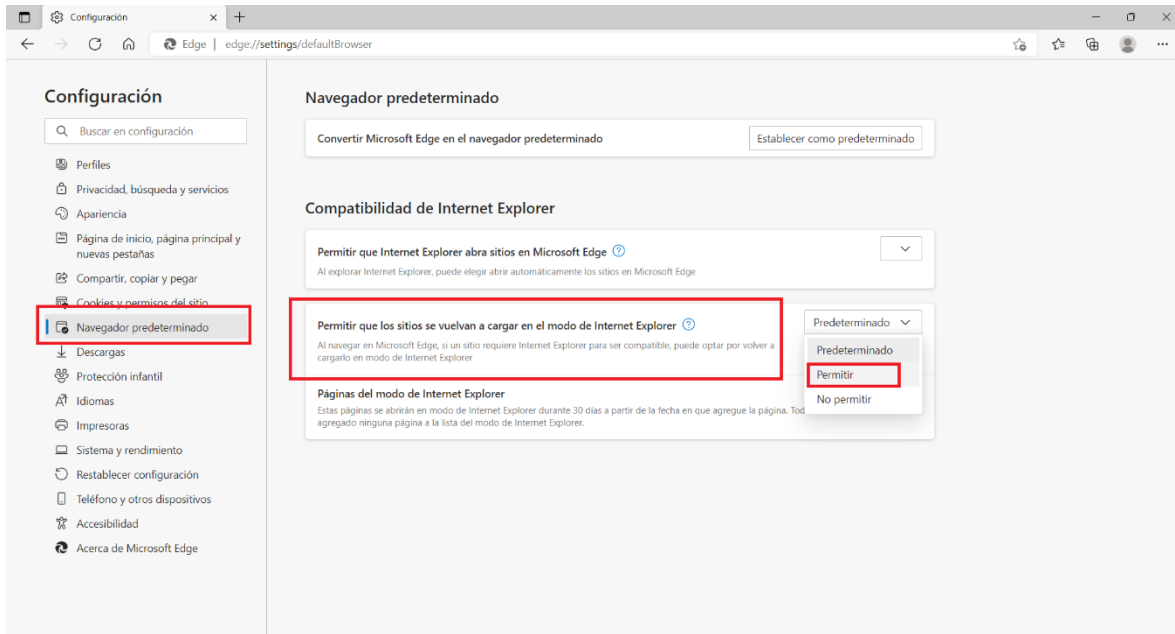 Configuración
Edge | edge://settings/defaultBrowser
Configuración
Buscar en configuración
Perfiles
Privacidad, búsqueda y servicios
Apariencia
Página de inicio, página principal y
nuevas pestañas
Compartir, copiar y pegar
Cookies y permisos del sitio
Navegador predeterminado
Descargas
Protección infantil
Idiomas
Impresoras
Sistema y rendimiento
Restablecer configuración
Teléfono y otros dispositivos
Accesibilidad
Acerca de Microsoft Edge
Navegador predeterminado
Convertir Microsoft Edge en el navegador predeterminado
Establecer como predeterminado
Compatibilidad de Internet Explorer
Permitir que Internet Explorer abra sitios en Microsoft Edge
Al explorar Internet Explorer, puede elegir abrir automáticamente los sitios en Microsoft Edge
Permitir que los sitios se vuelvan a cargar en el modo de Internet Explorer
Al navegar en Microsoft Edge, si un sitio requiere Internet Explorer para ser compatible, puede optar por volver a
cargarlo en modo de Internet Explorer
Predeterminado
Predeterminado
Permitir
No permitir
Páginas del modo de Internet Explorer
Estas páginas se abrirán en modo de Internet Explorer durante 30 días a partir de la fecha en que agregue la página. Tod
agregado ninguna página a la lista del modo de Internet Explorer.